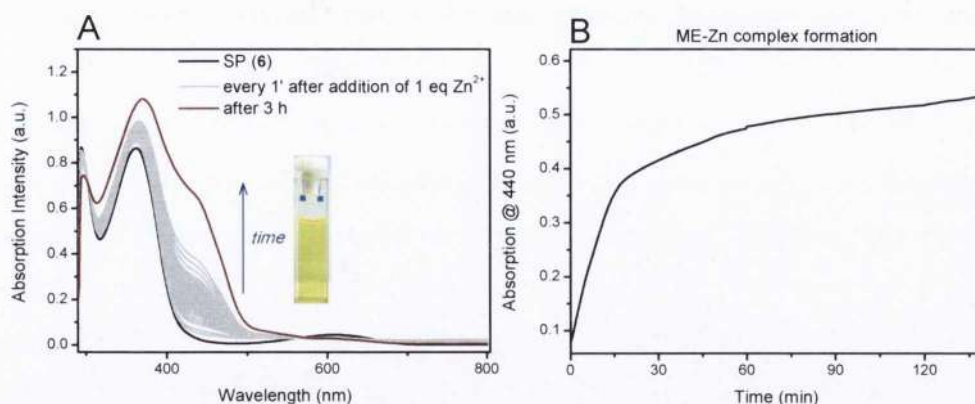 A
SP (6)
every 1' after addition of 1 eq Zn²⁺
after 3 h
time
Absorption Intensity (a.u.)
1.2
1.0
0.8
0.6
0.4
0.2
0.0
400
600
800
Wavelength (nm)
B
ME-Zn complex formation
Absorption @ 440 nm (a.u.)
0.6
0.5
0.4
0.3
0.2
0.1
0
30
60
90
120
Time (min)